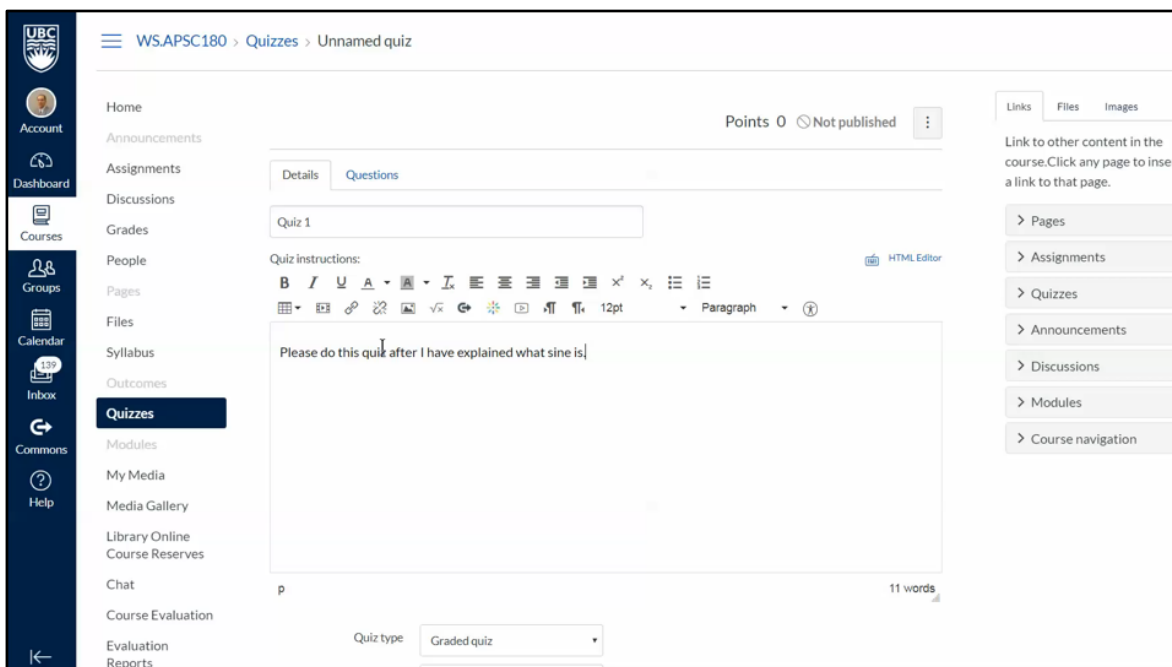 UBC
WS.APSC180 > Quizzes > Unnamed quiz
Account
Dashboard
Courses
Groups
Calendar
139
Inbox
Commons
Help
Home
Announcements
Assignments
Discussions
Grades
People
Pages
Files
Syllabus
Outcomes
Quizzes
Modules
My Media
Media Gallery
Library Online
Course Reserves
Chat
Course Evaluation
Evaluation
Reports
Points 0 Not published
Details Questions
Quiz 1
Quiz instructions: HTML Editor
B I U A A Tx x² x₂
√x 12pt Paragraph
Please do this quiz after I have explained what sine is.
p 11 words
Quiz type Graded quiz
Links Files Images
Link to other content in the
course.Click any page to inse
a link to that page.
> Pages
> Assignments
> Quizzes
> Announcements
> Discussions
> Modules
> Course navigation